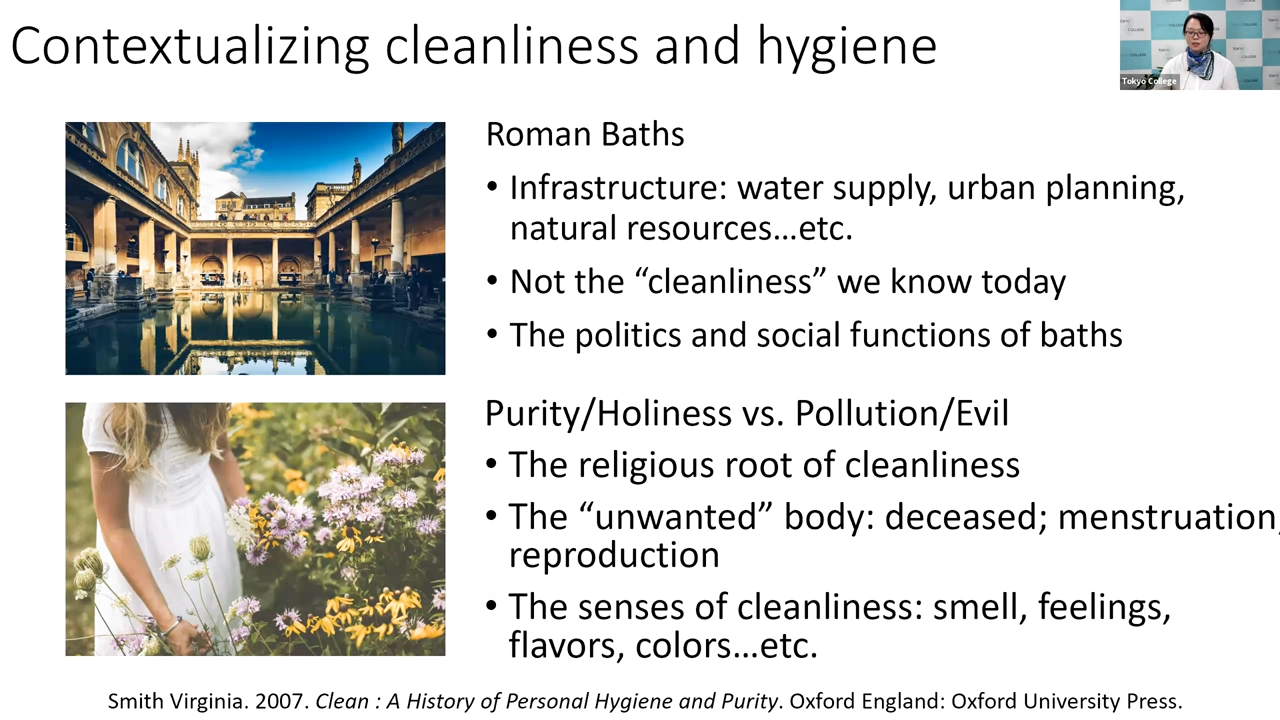 Contextualizing cleanliness and hygiene
Tokyo College
Roman Baths
• Infrastructure: water supply, urban planning,
natural resources...etc.
• Not the “cleanliness” we know today
• The politics and social functions of baths
Purity/Holiness vs. Pollution/Evil
• The religious root of cleanliness
• The “unwanted” body: deceased; menstruation,
reproduction
• The senses of cleanliness: smell, feelings,
flavors, colors...etc.
Smith Virginia. 2007. Clean : A History of Personal Hygiene and Purity. Oxford England: Oxford University Press.